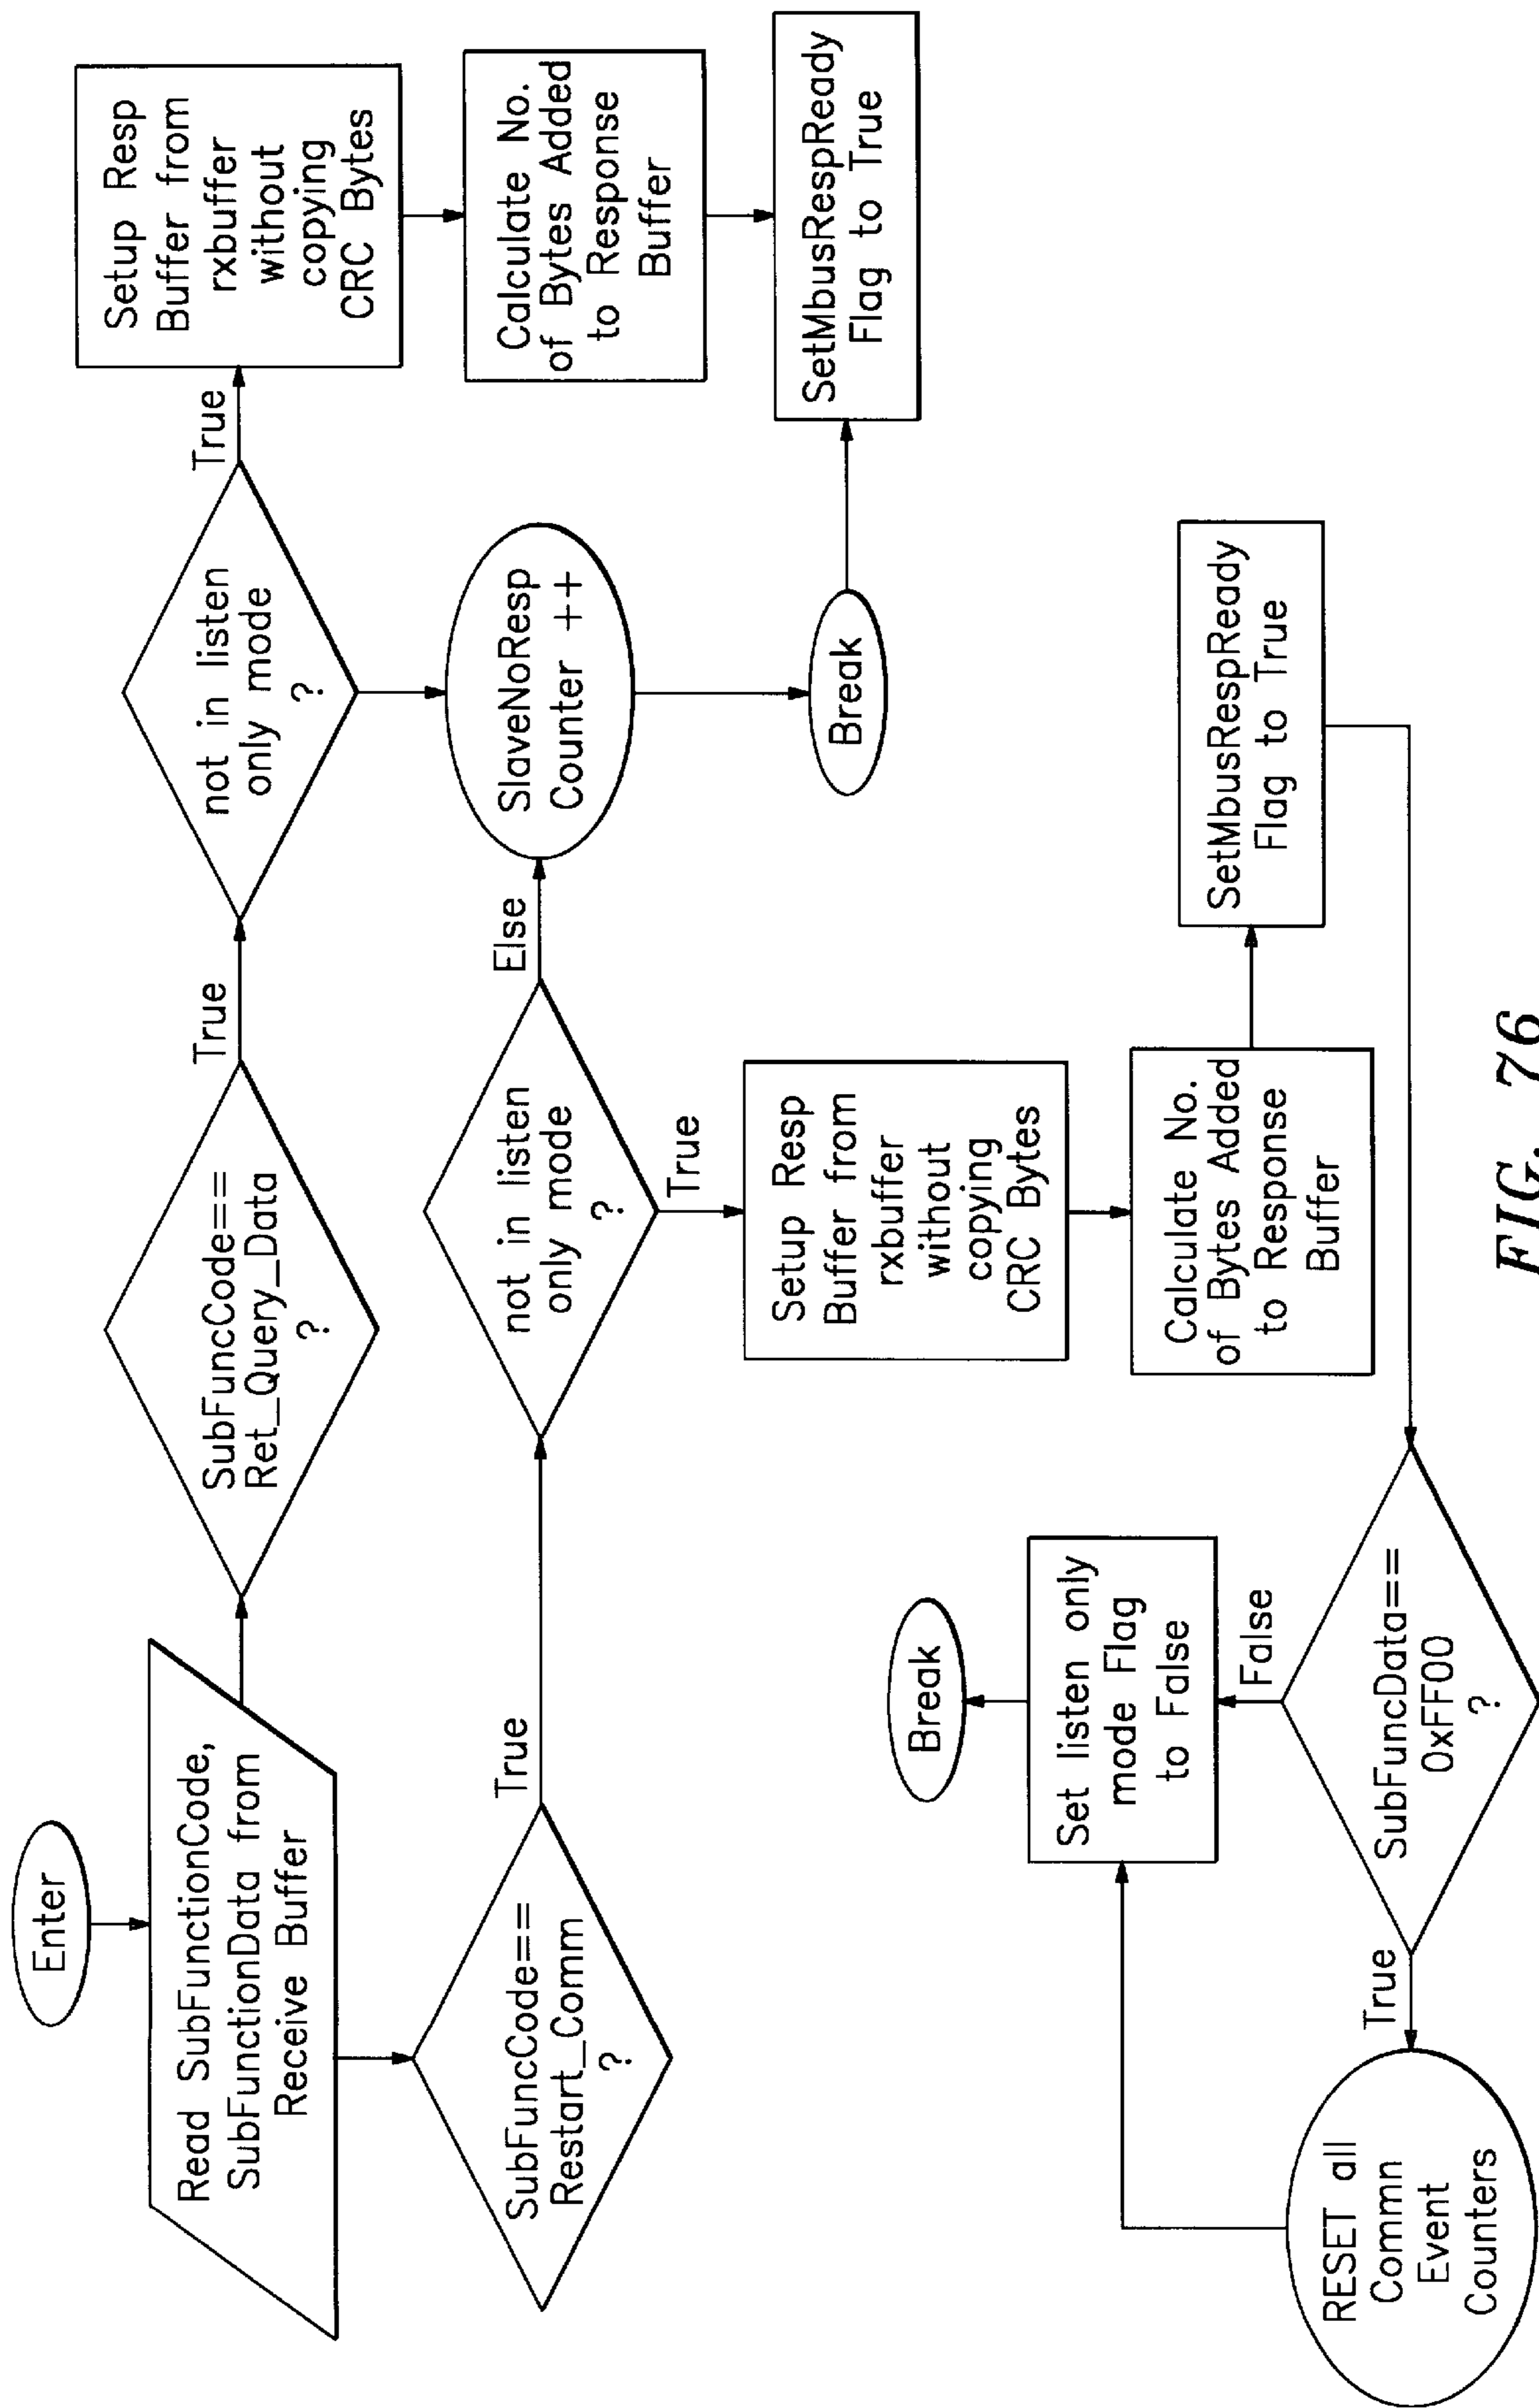 Enter
Read SubFunctionCode,
SubFunctionData from
Receive Buffer
SubFuncCode==
Ret_Query_Data
?
True
not in listen
only mode
?
True
Setup Resp
Buffer from
rxbuffer
without
copying
CRC Bytes
Calculate No.
of Bytes Added
to Response
Buffer
SetMbusRespReady
Flag to True
SubFuncCode==
Restart_Comm
?
True
not in listen
only mode
?
Else
SlaveNoResp
Counter ++
Break
True
Setup Resp
Buffer from
rxbuffer
without
copying
CRC Bytes
Calculate No.
of Bytes Added
to Response
Buffer
SetMbusRespReady
Flag to True
SubFuncData==
0xFF00
?
False
Set listen only
mode Flag
to False
Break
True
RESET all
Commn
Event
Counters
FIG. 76